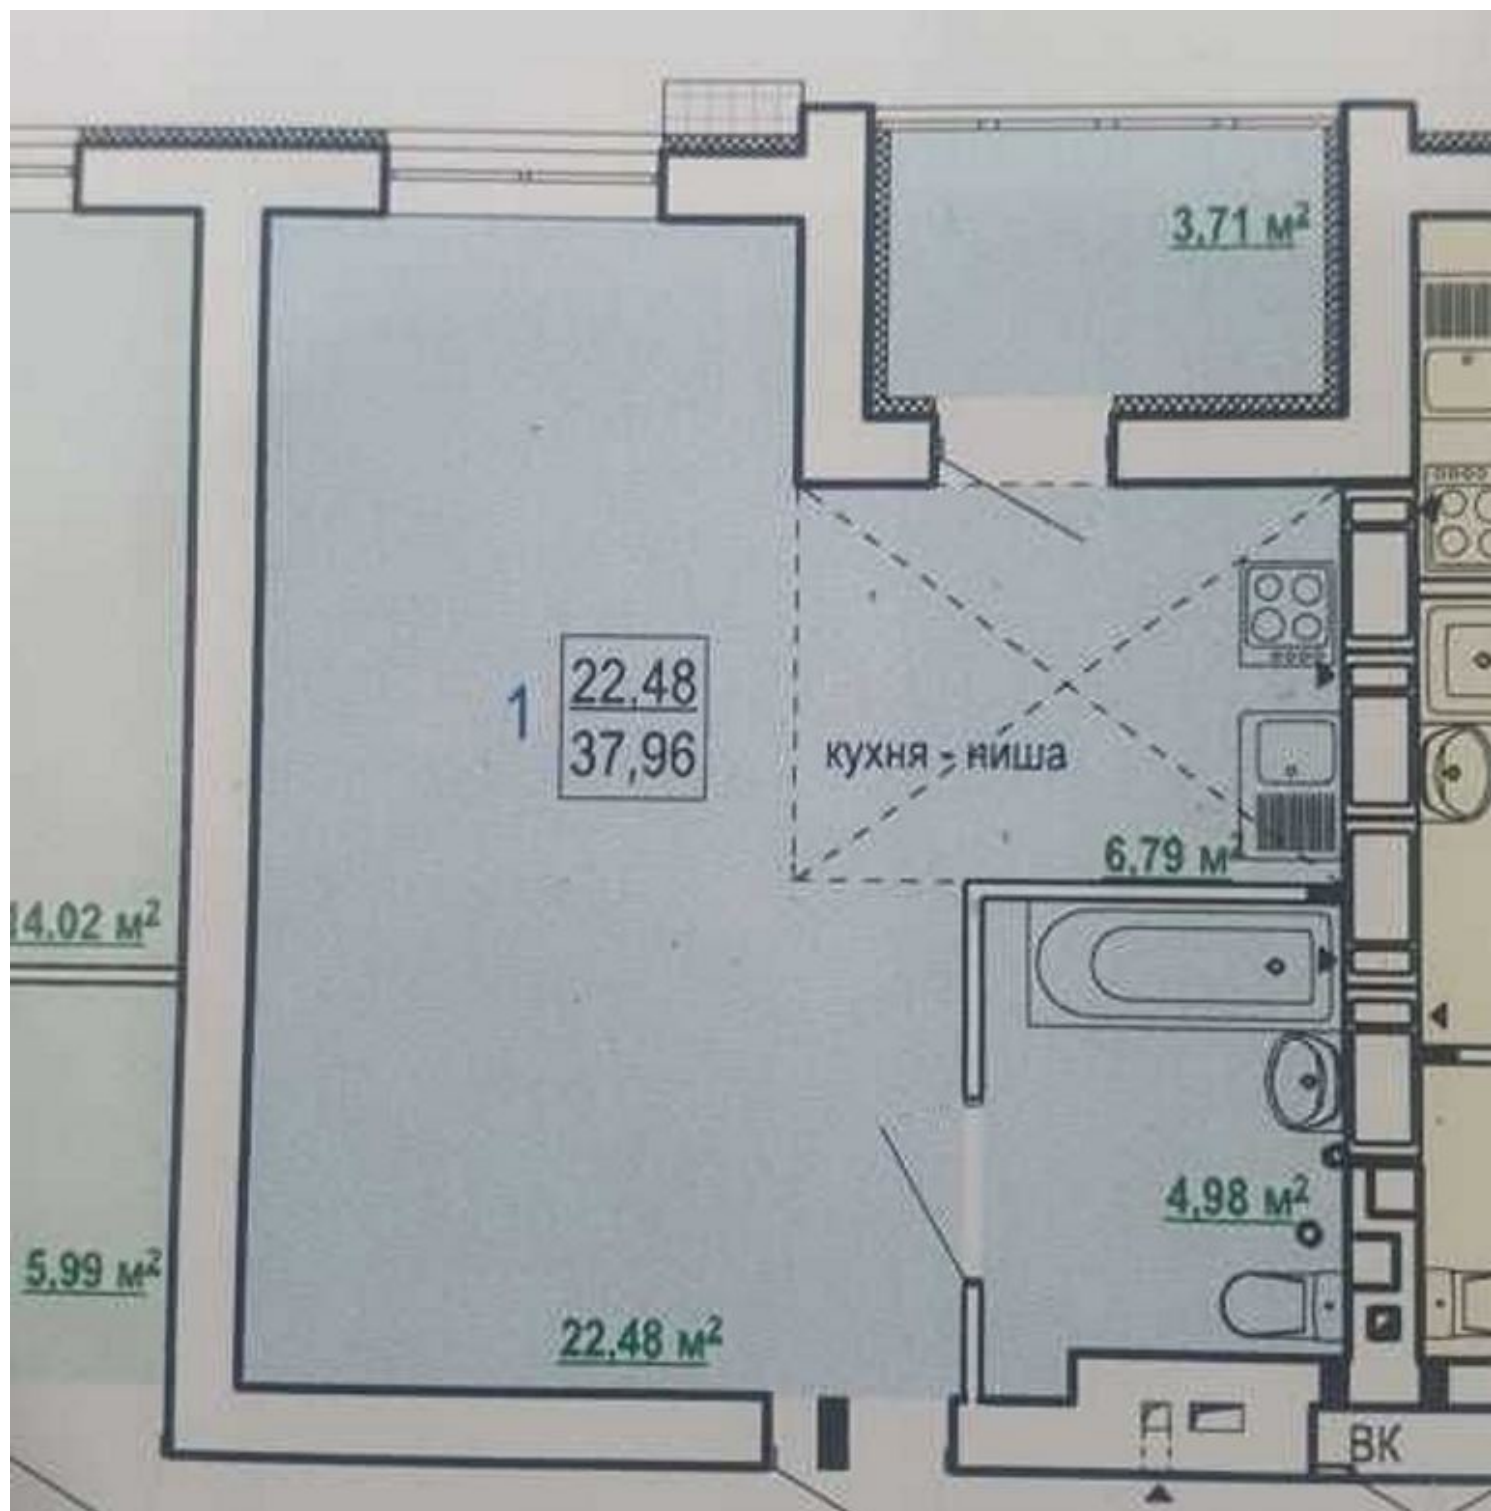 3,71 м²
1
22,48
37,96
кухня - ниша
6,79 м²
14.02 м²
4,98 м²
5,99 м²
22,48 м²
ВК